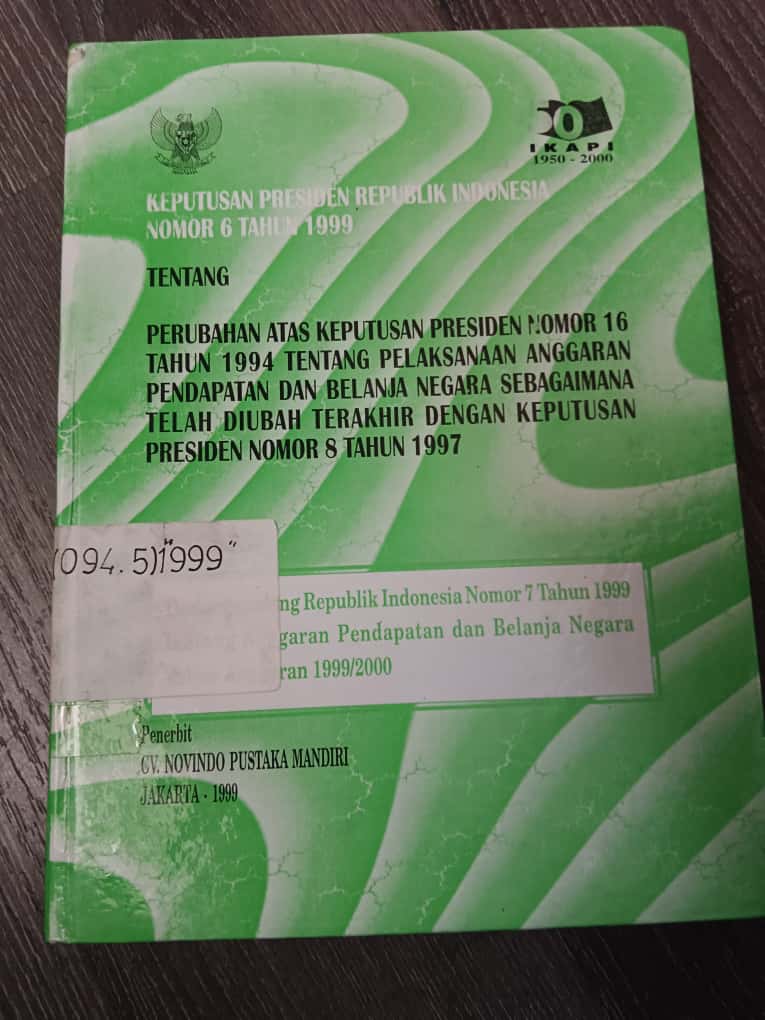 50
IKAPI
1950 - 2000
KEPUTUSAN PRESIDEN REPUBLIK INDONESIA
NOMOR 6 TAHUN 1999
TENTANG
PERUBAHAN ATAS KEPUTUSAN PRESIDEN NOMOR 16
TAHUN 1994 TENTANG PELAKSANAAN ANGGARAN
PENDAPATAN DAN BELANJA NEGARA SEBAGAIMANA
TELAH DIUBAH TERAKHIR DENGAN KEPUTUSAN
PRESIDEN NOMOR 8 TAHUN 1997
(094.5)"1999"
ng Republik Indonesia Nomor 7 Tahun 1999
garan Pendapatan dan Belanja Negara
ran 1999/2000
Penerbit
CV. NOVINDO PUSTAKA MANDIRI
JAKARTA - 1999